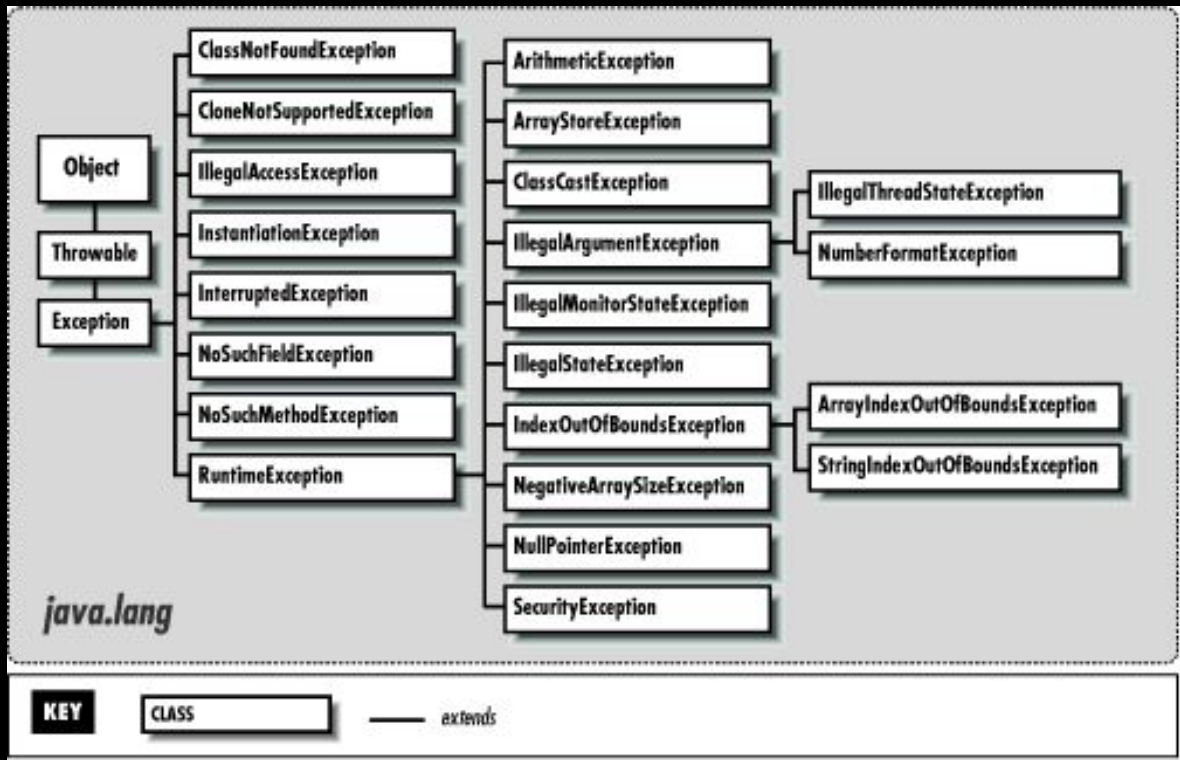 Object
Throwable
Exception
ClassNotFoundException
CloneNotSupportedException
IllegalAccessException
InstantiationException
InterruptedException
NoSuchFieldException
NoSuchMethodException
RuntimeException
ArithmeticException
ArrayStoreException
ClassCastException
IllegalArgumentException
IllegalMonitorStateException
IllegalStateException
IndexOutOfBoundsException
NegativeArraySizeException
NullPointerException
SecurityException
IllegalThreadStateException
NumberFormatException
ArrayIndexOutOfBoundsException
StringIndexOutOfBoundsException
java.lang
KEY
CLASS
extends